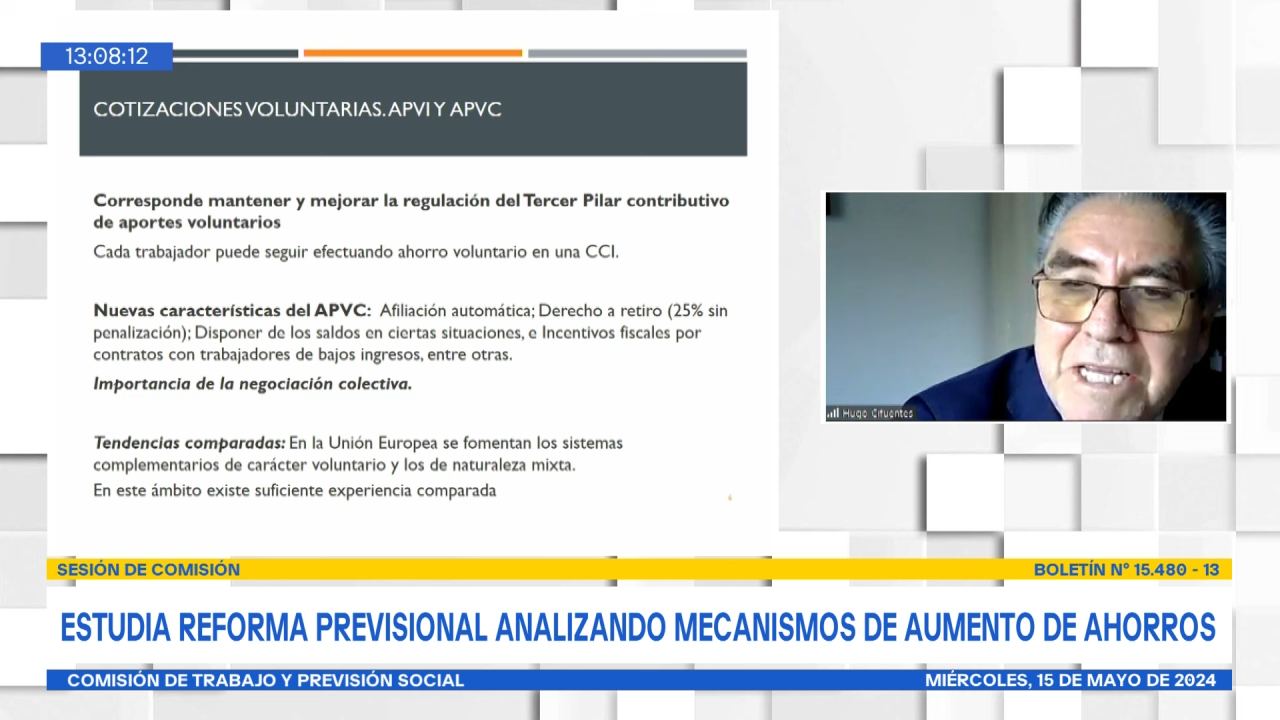 13:08:12
COTIZACIONES VOLUNTARIAS. APVI Y APVC
Corresponde mantener y mejorar la regulación del Tercer Pilar contributivo
de aportes voluntarios
Cada trabajador puede seguir efectuando ahorro voluntario en una CCI.
Nuevas características del APVC: Afiliación automática; Derecho a retiro (25% sin
penalización); Disponer de los saldos en ciertas situaciones, e Incentivos fiscales por
contratos con trabajadores de bajos ingresos, entre otras.
Importancia de la negociación colectiva.
Tendencias comparadas: En la Unión Europea se fomentan los sistemas
complementarios de carácter voluntario y los de naturaleza mixta.
En este ámbito existe suficiente experiencia comparada
Hugo Cifuentes
SESIÓN DE COMISIÓN
BOLETÍN N° 15.480 - 13
ESTUDIA REFORMA PREVISIONAL ANALIZANDO MECANISMOS DE AUMENTO DE AHORROS
COMISIÓN DE TRABAJO Y PREVISIÓN SOCIAL
MIÉRCOLES, 15 DE MAYO DE 2024